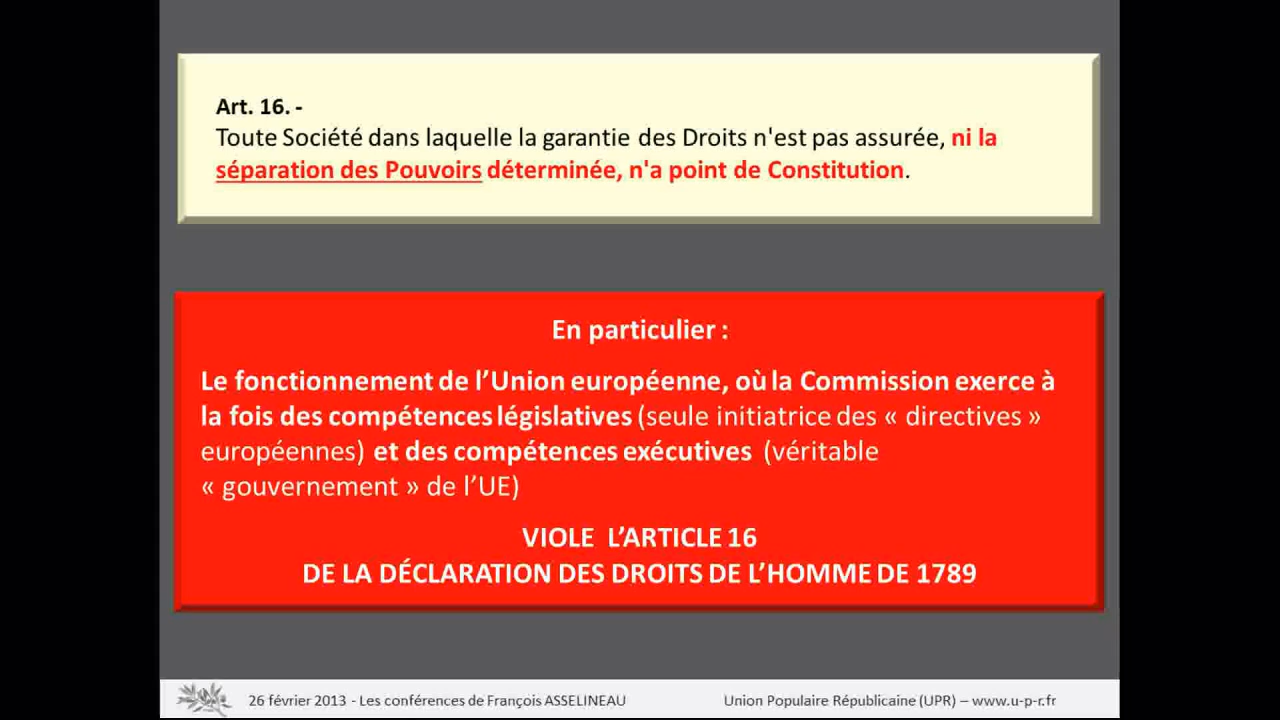 Art. 16. -
Toute Société dans laquelle la garantie des Droits n'est pas assurée, ni la
séparation des Pouvoirs déterminée, n'a point de Constitution.
En particulier :
Le fonctionnement de l’Union européenne, où la Commission exerce à
la fois des compétences législatives (seule initiatrice des « directives »
européennes) et des compétences exécutives (véritable
« gouvernement » de l’UE)
VIOLE L’ARTICLE 16
DE LA DÉCLARATION DES DROITS DE L’HOMME DE 1789
26 février 2013 - Les conférences de François ASSELINEAU Union Populaire Républicaine (UPR) – www.u-p-r.fr